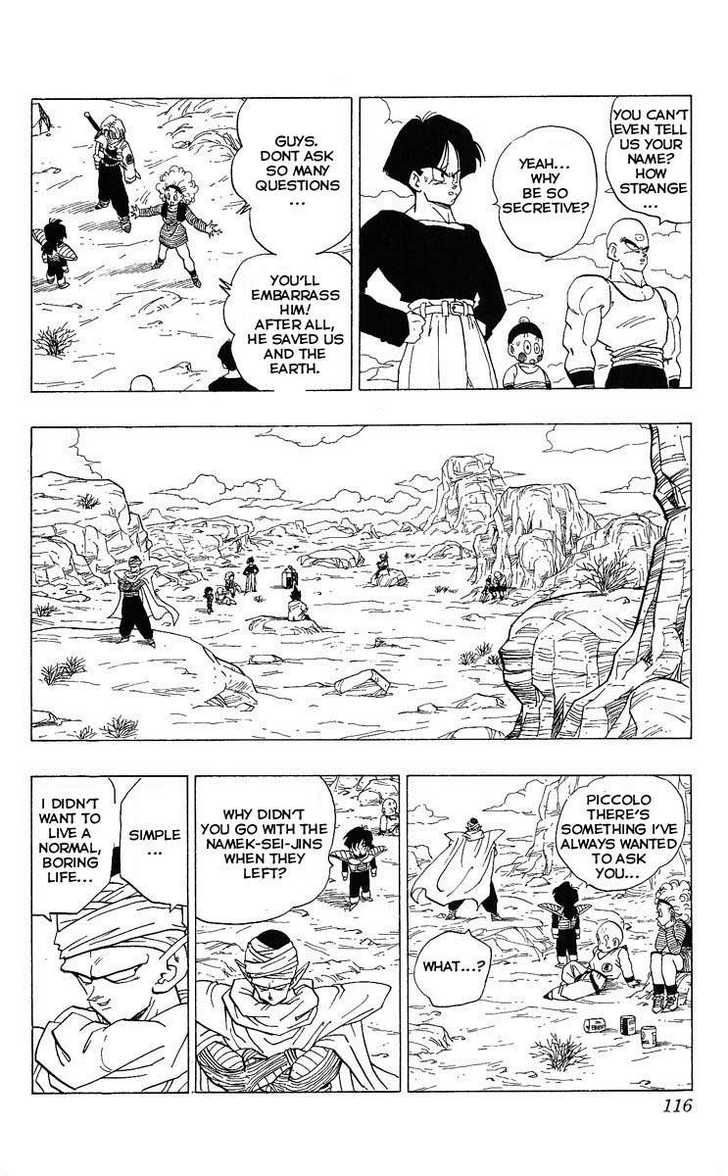 YOU CAN'T
EVEN TELL
US YOUR
NAME?
HOW
STRANGE
...
YEAH...
WHY
BE SO
SECRETIVE?
GUYS.
DONT ASK
SO MANY
QUESTIONS
...
YOU'LL
EMBARRASS
HIM!
AFTER ALL,
HE SAVED US
AND THE
EARTH.
PICCOLO
THERE'S
SOMETHING I'VE
ALWAYS WANTED
TO ASK
YOU...
WHAT...?
WHY DIDN'T
YOU GO WITH THE
NAMEK-SEI-JINS
WHEN THEY
LEFT?
SIMPLE
...
I DIDN'T
WANT TO
LIVE A
NORMAL,
BORING
LIFE...
116